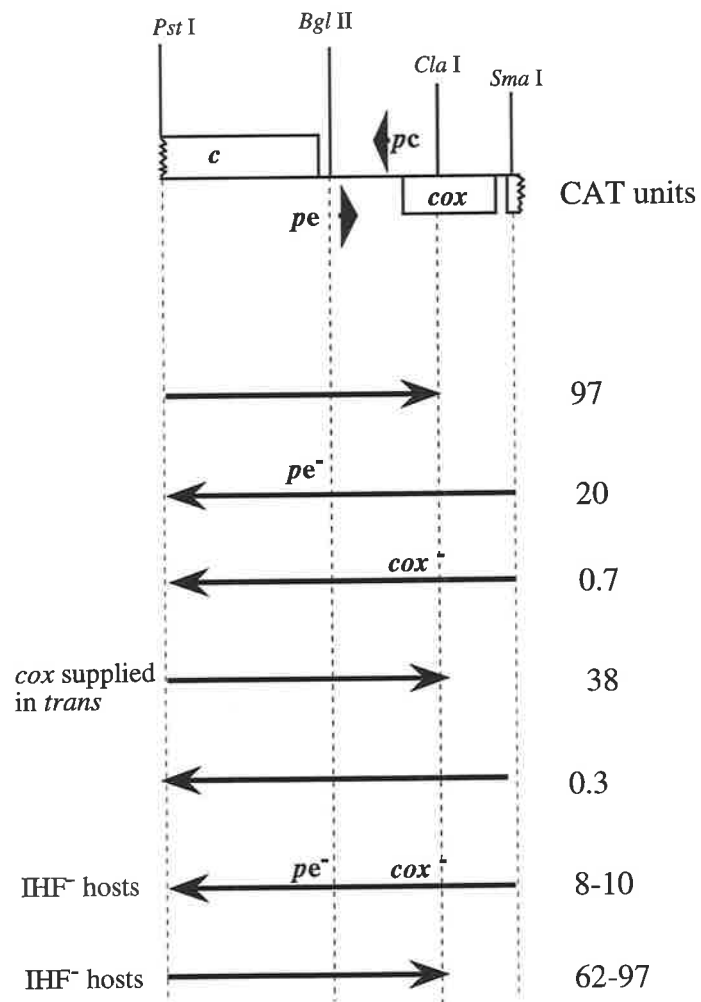 Pst I
Bgl II
Cla I
Sma I
c
pc
cox
CAT units
pe
97
pe-
20
cox -
0.7
cox supplied
in trans
38
0.3
IHF- hosts
pe-
cox -
8-10
IHF- hosts
62-97